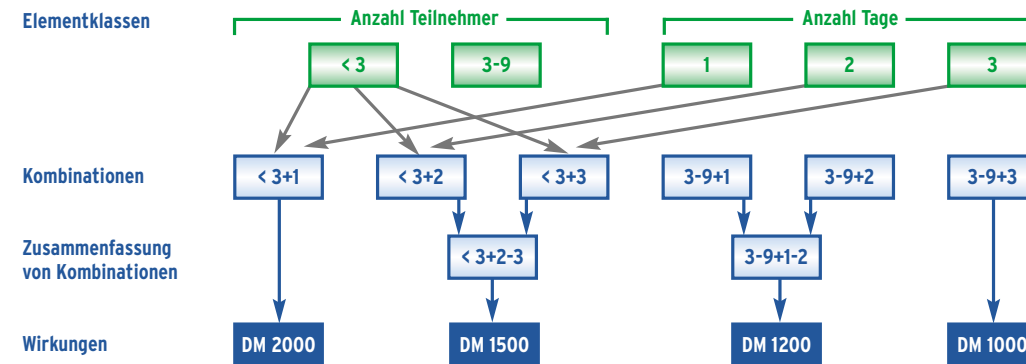 Elementklassen
Anzahl Teilnehmer
Anzahl Tage
< 3
3-9
1
2
3
Kombinationen
< 3+1
< 3+2
< 3+3
3-9+1
3-9+2
3-9+3
Zusammenfassung
von Kombinationen
< 3+2-3
3-9+1-2
Wirkungen
DM 2000
DM 1500
DM 1200
DM 1000